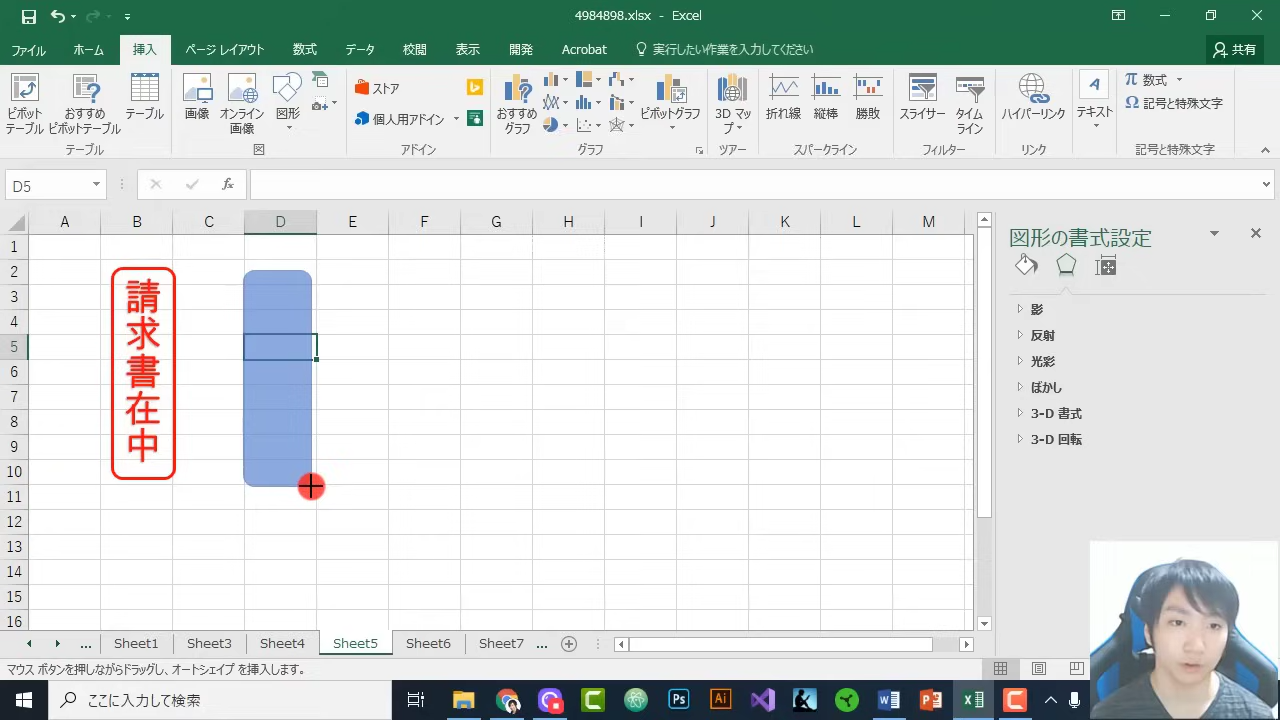 4984898.xlsx - Excel
ファイル ホーム 挿入 ページ レイアウト 数式 データ 校閲 表示 開発 Acrobat 実行したい作業を入力してください 共有
ピボットテーブル おすすめピボットテーブル テーブル 画像 オンライン画像 図形 ストア 個人用アドイン おすすめグラフ ピボットグラフ 3D マップ 折れ線 縦棒 勝敗 スライサー タイムライン ハイパーリンク テキスト π 数式 Ω 記号と特殊文字
テーブル 図 アドイン グラフ ツアー スパークライン フィルター リンク 記号と特殊文字
D5 fx
A B C D E F G H I J K L M
1
2
3
4
5
6
7
8
9
10
11
12
13
14
15
16
請求書在中
図形の書式設定
影
反射
光彩
ぼかし
3-D 書式
3-D 回転
... Sheet1 Sheet3 Sheet4 Sheet5 Sheet6 Sheet7 ...
マウス ボタンを押しながらドラッグし、オートシェイプ を挿入します。
ここに入力して検索 Ps Ai